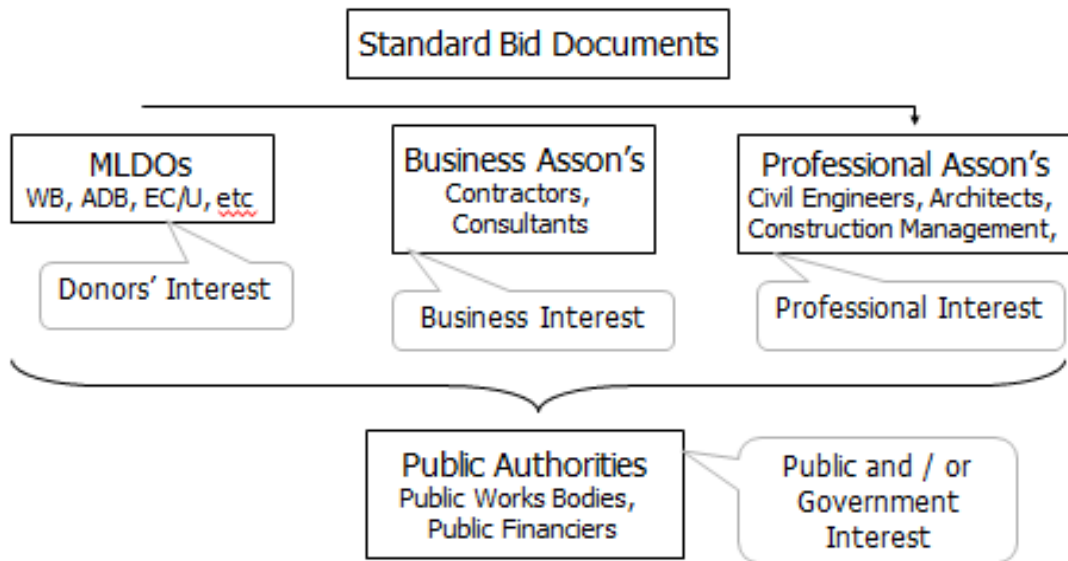 Standard Bid Documents
MLDOs
WB, ADB, EC/U, etc
Donors' Interest
Business Asson's
Contractors,
Consultants
Business Interest
Professional Asson's
Civil Engineers, Architects,
Construction Management,
Professional Interest
Public Authorities
Public Works Bodies,
Public Financiers
Public and / or
Government
Interest